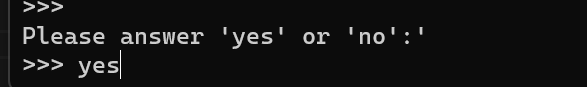 >>>
Please answer 'yes' or 'no':'
>>> yes